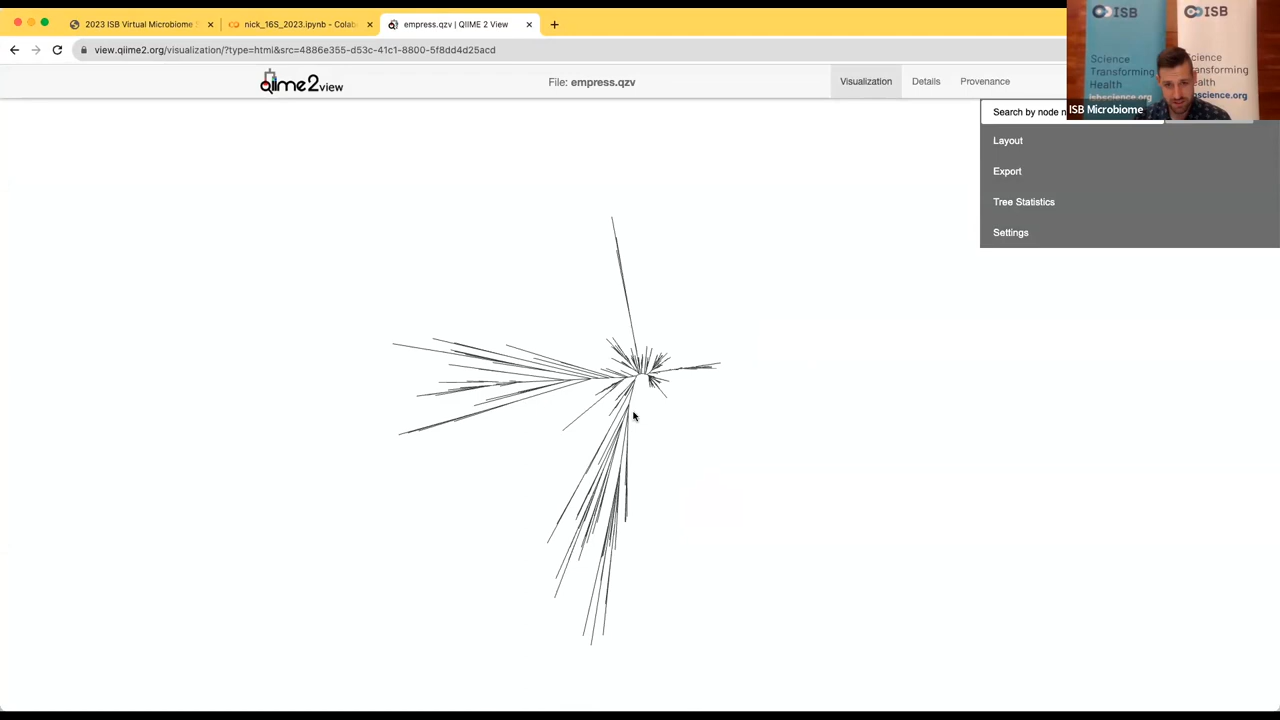 2023 ISB Virtual Microbiome
nick_16S_2023.ipynb - Colab
empress.qzv | QIIME 2 View
view.qiime2.org/visualization/?type=html&src=4886e355-d53c-41c1-8800-5f8dd4d25acd
qiime2view
File: empress.qzv
Visualization
Details
Provenance
ISB
ISB
Science
Transforming
Health
isbscience.org
Science
Transforming
Health
science.org
ISB Microbiome
Search by node
Layout
Export
Tree Statistics
Settings